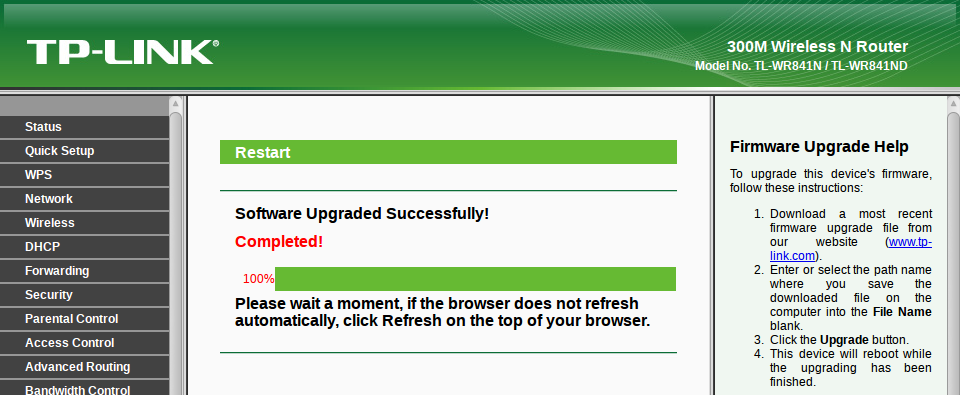 TP-LINK®
300M Wireless N Router
Model No. TL-WR841N / TL-WR841ND
Status
Quick Setup
WPS
Network
Wireless
DHCP
Forwarding
Security
Parental Control
Access Control
Advanced Routing
Bandwidth Control
Restart
Software Upgraded Successfully!
Completed!
100%
Please wait a moment, if the browser does not refresh
automatically, click Refresh on the top of your browser.
Firmware Upgrade Help
To upgrade this device's firmware,
follow these instructions:
1. Download a most recent
firmware upgrade file from
our website (www.tp-
link.com).
2. Enter or select the path name
where you save the
downloaded file on the
computer into the File Name
blank.
3. Click the Upgrade button.
4. This device will reboot while
the upgrading has been
finished.